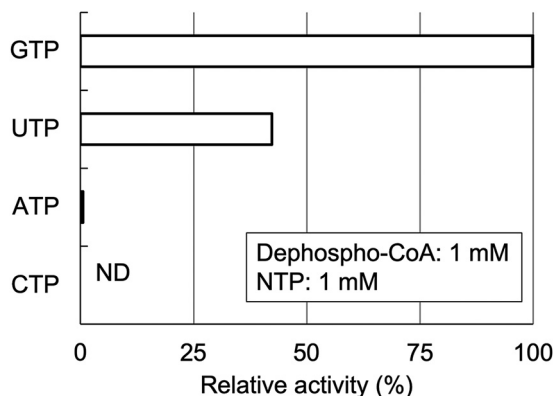 GTP
UTP
ATP
CTP
ND
Dephospho-CoA: 1 mM
NTP: 1 mM
0 25 50 75 100
Relative activity (%)